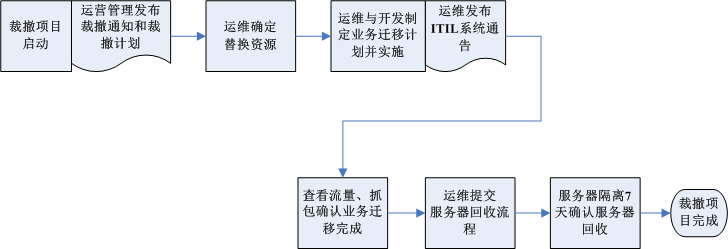 裁撤项目
启动
运营管理发布
裁撤通知和裁
撤计划
运维确定
替换资源
运维与开发制
定业务迁移计
划并实施
运维发布
ITIL系统通
告
查看流量、抓
包确认业务迁
移完成
运维提交
服务器回收流
程
服务器隔离7
天确认服务器
回收
裁撤项
目完成